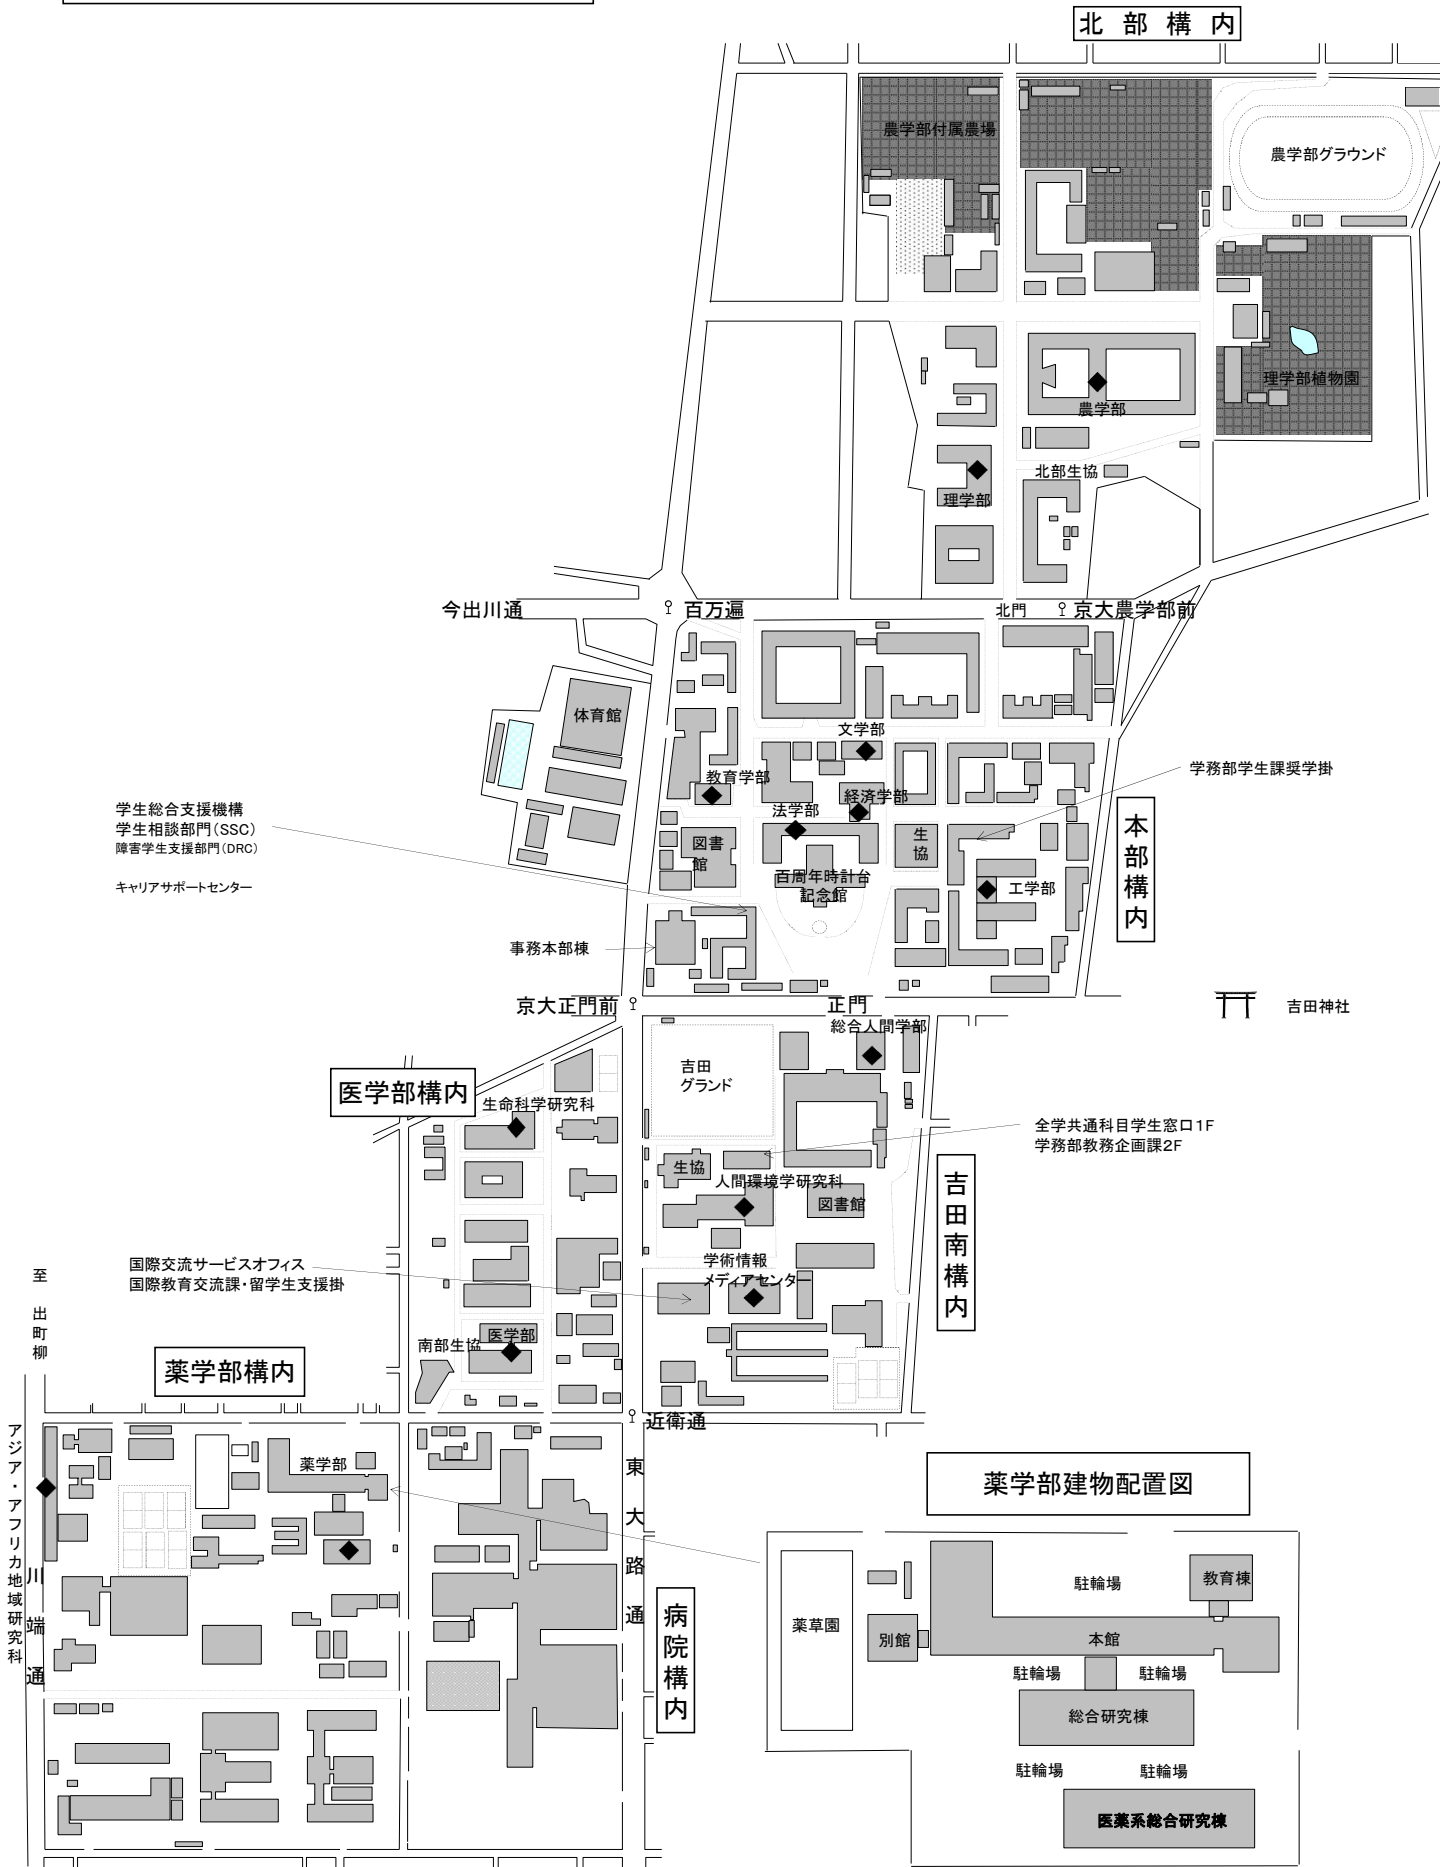 北部構内
農学部付属農場
農学部グラウンド
理学部植物園
農学部
北部生協
理学部
今出川通
百万遍
北門
京大農学部前
体育館
文学部
教育学部
経済学部
法学部
学務部学生課奨学掛
学生総合支援機構
学生相談部門(SSC)
障害学生支援部門(DRC)
キャリアサポートセンター
図書
館
生
協
本部構内
百周年時計台
記念館
工学部
事務本部棟
京大正門前
正門
吉田神社
総合人間学部
吉田
グランド
医学部構内
生命科学研究科
全学共通科目学生窓口1F
学務部教務企画課2F
生協
人間環境学研究科
図書館
吉田南構内
学術情報
メディアセンター
国際交流サービスオフィス
国際教育交流課・留学生支援掛
至 出町柳
南部生協
医学部
薬学部構内
近衛通
アジア・アフリカ地域研究科
川端通
薬学部
東大路通
病院構内
薬学部建物配置図
駐輪場
教育棟
薬草園
別館
本館
駐輪場
駐輪場
総合研究棟
駐輪場
駐輪場
医薬系総合研究棟